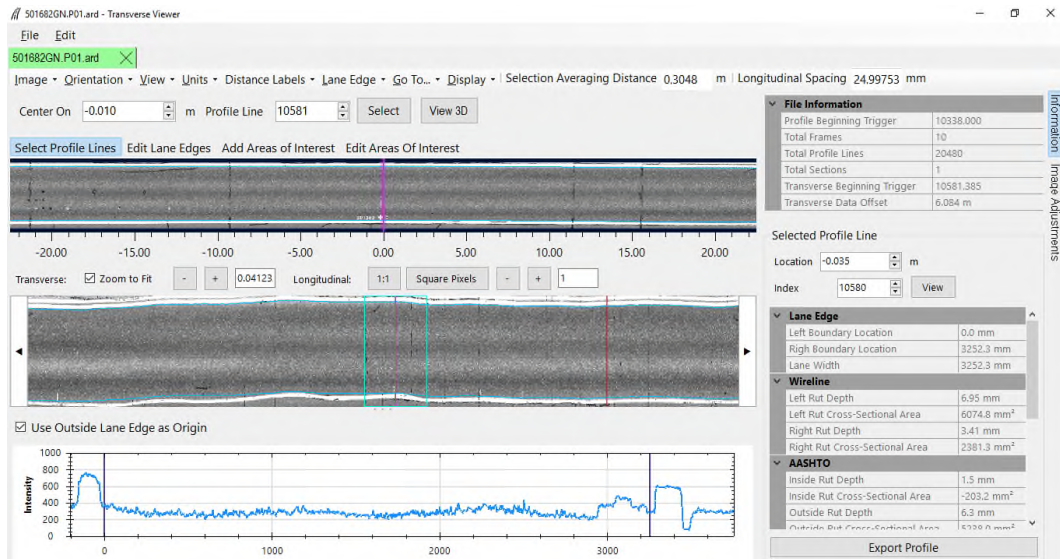 501682GN.P01.ard - Transverse Viewer
File Edit
501682GN.P01.ard
Image Orientation View Units Distance Labels Lane Edge Go To... Display Selection Averaging Distance 0.3048 m Longitudinal Spacing 24.99753 mm
Center On -0.010 m Profile Line 10581 Select View 3D
Select Profile Lines Edit Lane Edges Add Areas of Interest Edit Areas Of Interest
-20.00 -15.00 -10.00 -5.00 0.00 5.00 10.00 15.00 20.00
Transverse: Zoom to Fit - + 0.04123 Longitudinal: 1:1 Square Pixels - + 1
Use Outside Lane Edge as Origin
Intensity
1000
800
600
400
200
0
0 1000 2000 3000
File Information
Profile Beginning Trigger 10338.000
Total Frames 10
Total Profile Lines 20480
Total Sections 1
Transverse Beginning Trigger 10581.385
Transverse Data Offset 6.084 m
Selected Profile Line
Location -0.035 m
Index 10580 View
Lane Edge
Left Boundary Location 0.0 mm
Righ Boundary Location 3252.3 mm
Lane Width 3252.3 mm
Wireline
Left Rut Depth 6.95 mm
Left Rut Cross-Sectional Area 6074.8 mm²
Right Rut Depth 3.41 mm
Right Rut Cross-Sectional Area 2381.3 mm²
AASHTO
Inside Rut Depth 1.5 mm
Inside Rut Cross-Sectional Area -203.2 mm²
Outside Rut Depth 6.3 mm
Outside Rut Cross-Sectional Area 5238.0 mm²
Export Profile
Information
Image Adjustments